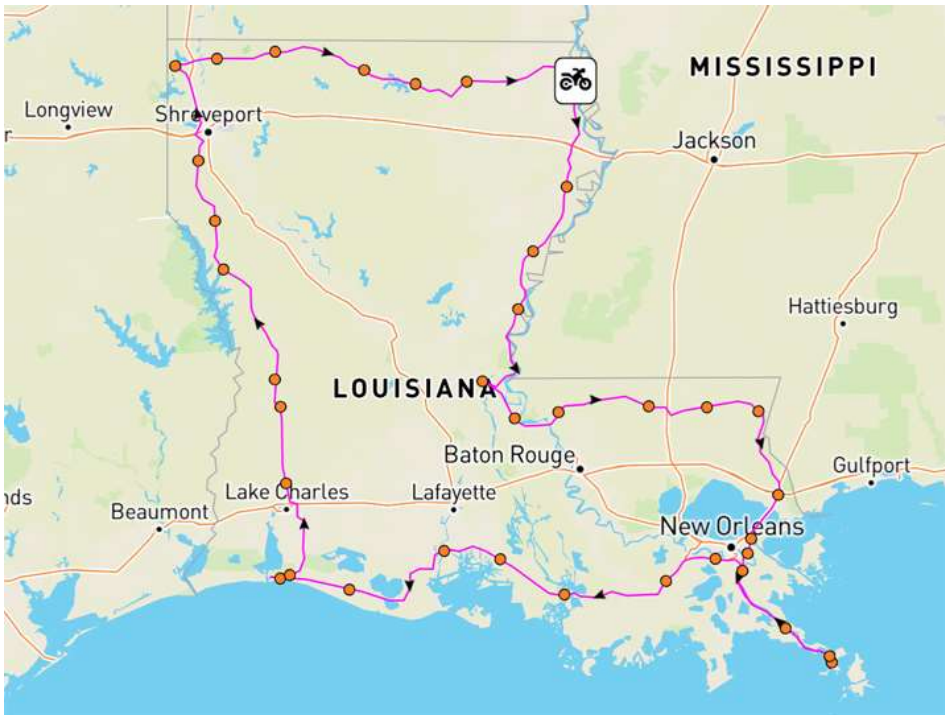 MISSISSIPPI
Longview
Shreveport
r
Jackson
Hattiesburg
LOUISIANA
Baton Rouge
Gulfport
Lake Charles
Lafayette
nds
Beaumont
New Orleans